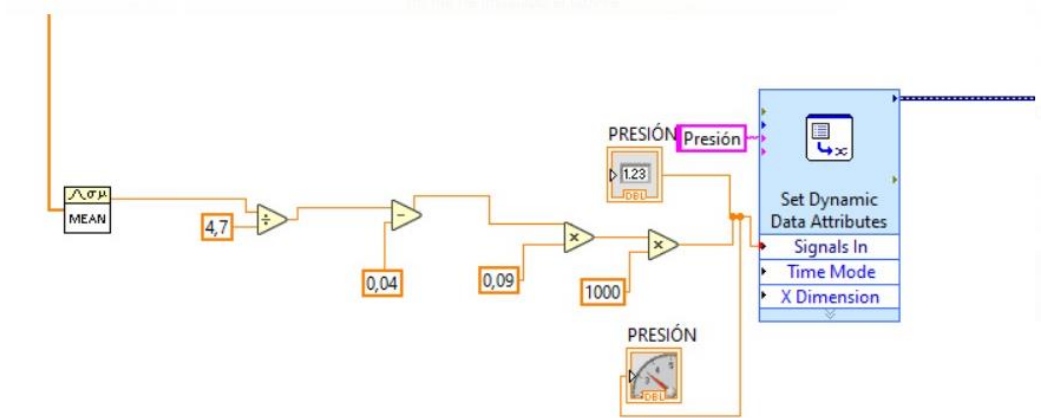 MEAN
4,7
0,04
0,09
1000
PRESIÓN
1.23
DBL
Presión
Set Dynamic
Data Attributes
Signals In
Time Mode
X Dimension
PRESIÓN
DBL